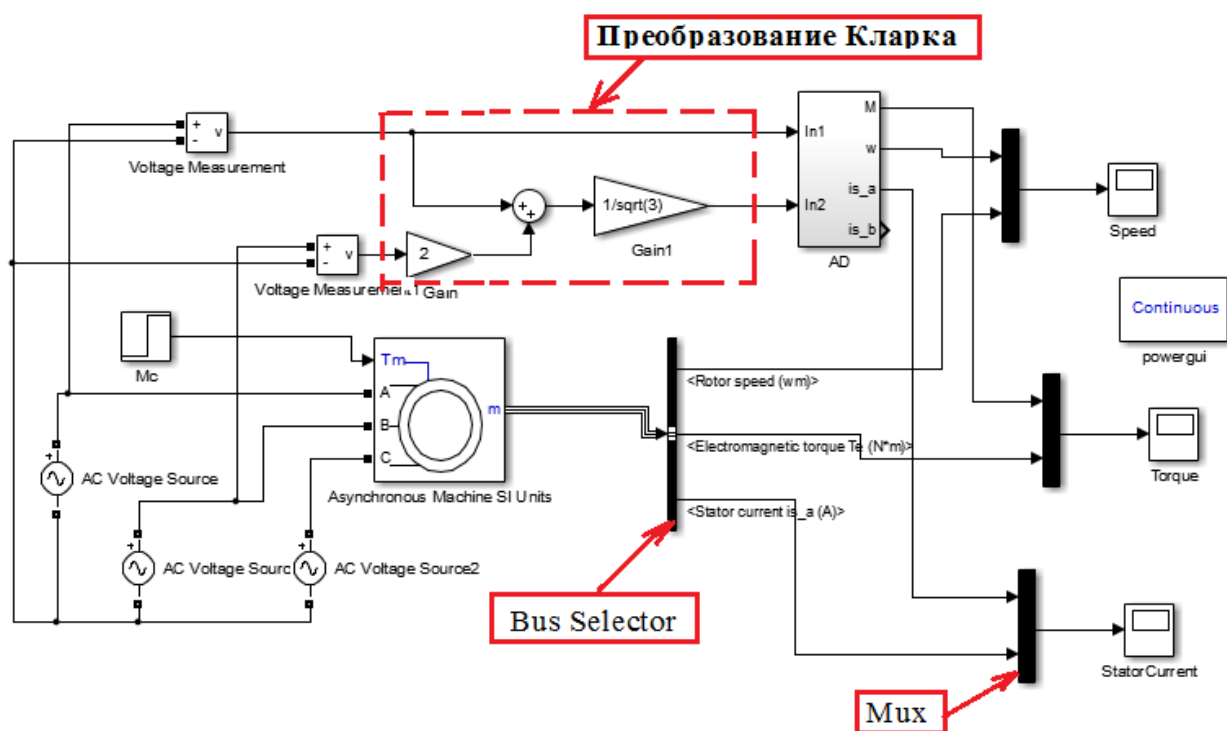 Преобразование Кларка
+
-
v
Voltage Measurement
In1
In2
M
w
is_a
is_b
AD
Speed
+
+
1/sqrt(3)
Gain1
+
-
v
2
Voltage Measurement1
Gain
Continuous
powergui
Mc
Tm
A
B
C
m
Asynchronous Machine SI Units
<Rotor speed (wm)>
<Electromagnetic torque Te (N*m)>
<Stator current is_a (A)>
Torque
+
AC Voltage Source
+
AC Voltage Sourc
+
AC Voltage Source2
Bus Selector
StatorCurrent
Mux